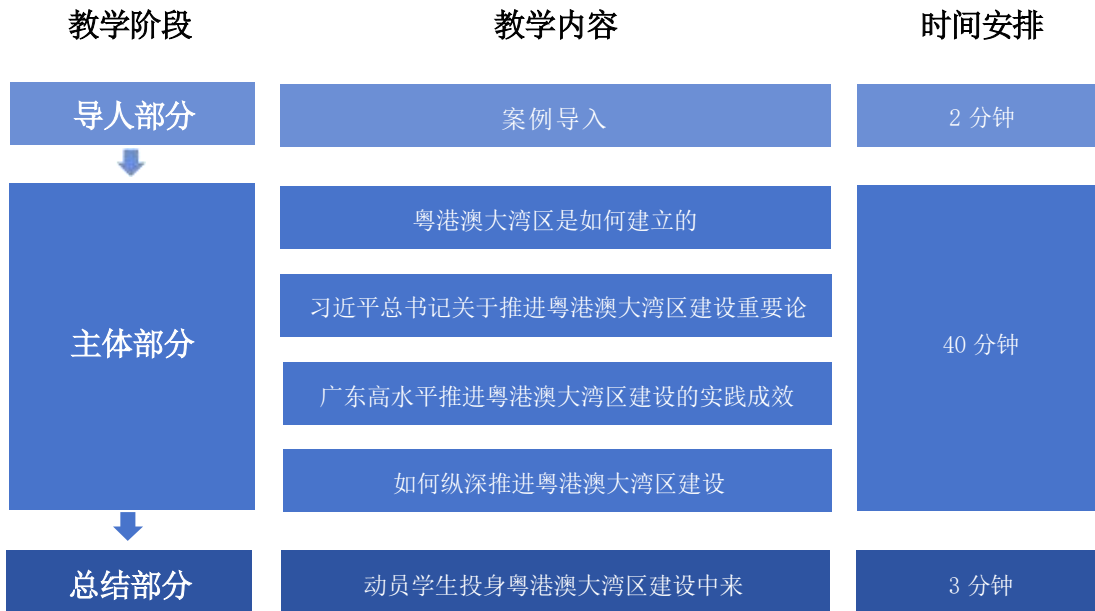 教学阶段 教学内容 时间安排
导人部分 案例导入 2 分钟
粤港澳大湾区是如何建立的
习近平总书记关于推进粤港澳大湾区建设重要论
主体部分 40 分钟
广东高水平推进粤港澳大湾区建设的实践成效
如何纵深推进粤港澳大湾区建设
总结部分 动员学生投身粤港澳大湾区建设中来 3 分钟